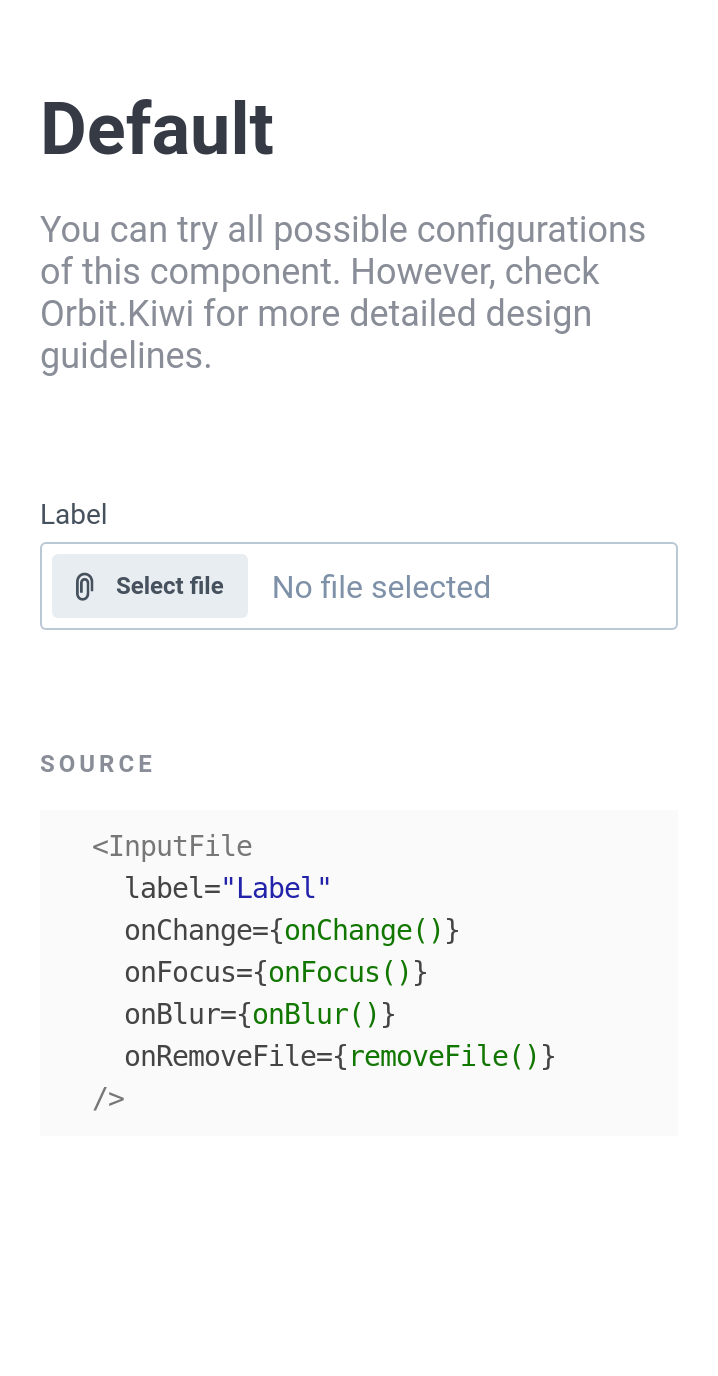 Default
You can try all possible configurations
of this component. However, check
Orbit.Kiwi for more detailed design
guidelines.
Label
Select file No file selected
SOURCE
<InputFile
  label="Label"
  onChange={onChange()}
  onFocus={onFocus()}
  onBlur={onBlur()}
  onRemoveFile={removeFile()}
/>